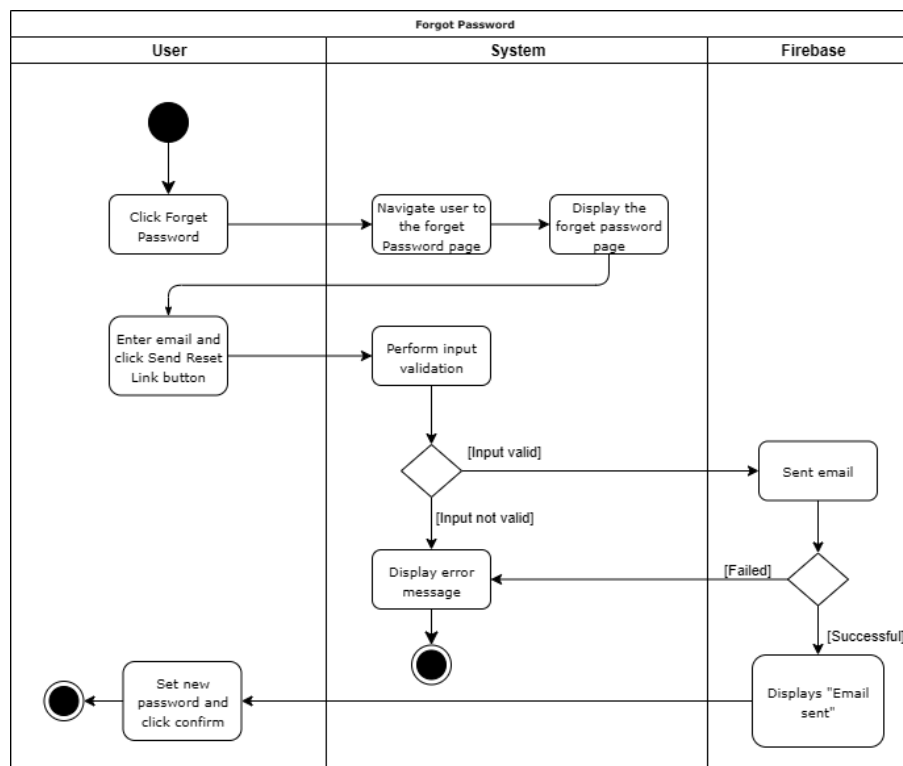 Forgot Password
User
System
Firebase
Click Forget
Password
Navigate user to
the forget
Password page
Display the
forget password
page
Enter email and
click Send Reset
Link button
Perform input
validation
[Input valid]
Sent email
[Input not valid]
Display error
message
[Failed]
[Successful]
Displays "Email
sent"
Set new
password and
click confirm